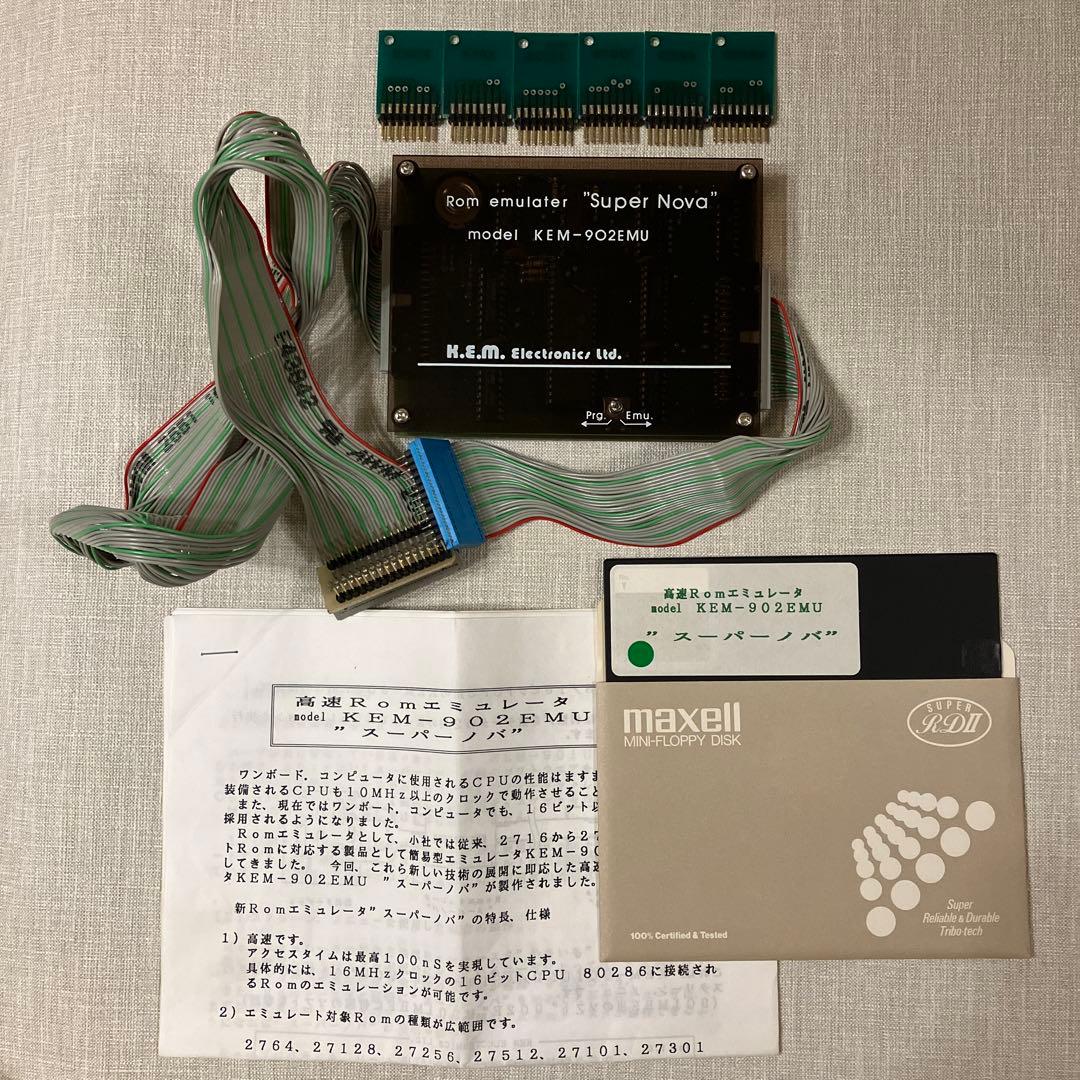 Rom emulater "Super Nova"
model KEM-902EMU
K.E.M. Electronics Ltd.
Prg. Emu.
E43862
高速Romエミュレータ
model KEM-902EMU
”スーパーノバ”
maxell
MINI-FLOPPY DISK
SUPER
RDII
Super
Reliable & Durable
Tribo-tech
100% Certified & Tested
高速Romエミュレータ
model KEM-902EMU
”スーパーノバ”
ワンボード．コンピュータに使用されるCPUの性能はますま
装備されるCPUも10MHz以上のクロックで動作させること
また、現在ではワンボート．コンピュータでも、16ビット以
採用されるようになりました。
Romエミュレータとして、小社では従来、2716から27
トRomに対応する製品として簡易型エミュレータKEM-90
してきました。 今回、これら新しい技術の展開に即応した高速
タKEM-902EMU ”スーパーノバ”が製作されました。
新Romエミュレータ”スーパーノバ”の特長、仕様
1）高速です。
アクセスタイムは最高100nSを実現しています。
具体的には、16MHzクロックの16ビットCPU 80286に接続され
るRomのエミュレーションが可能です。
2）エミュレート対象Romの種類が広範囲です。
2764、27128、27256、27512、27101、27301